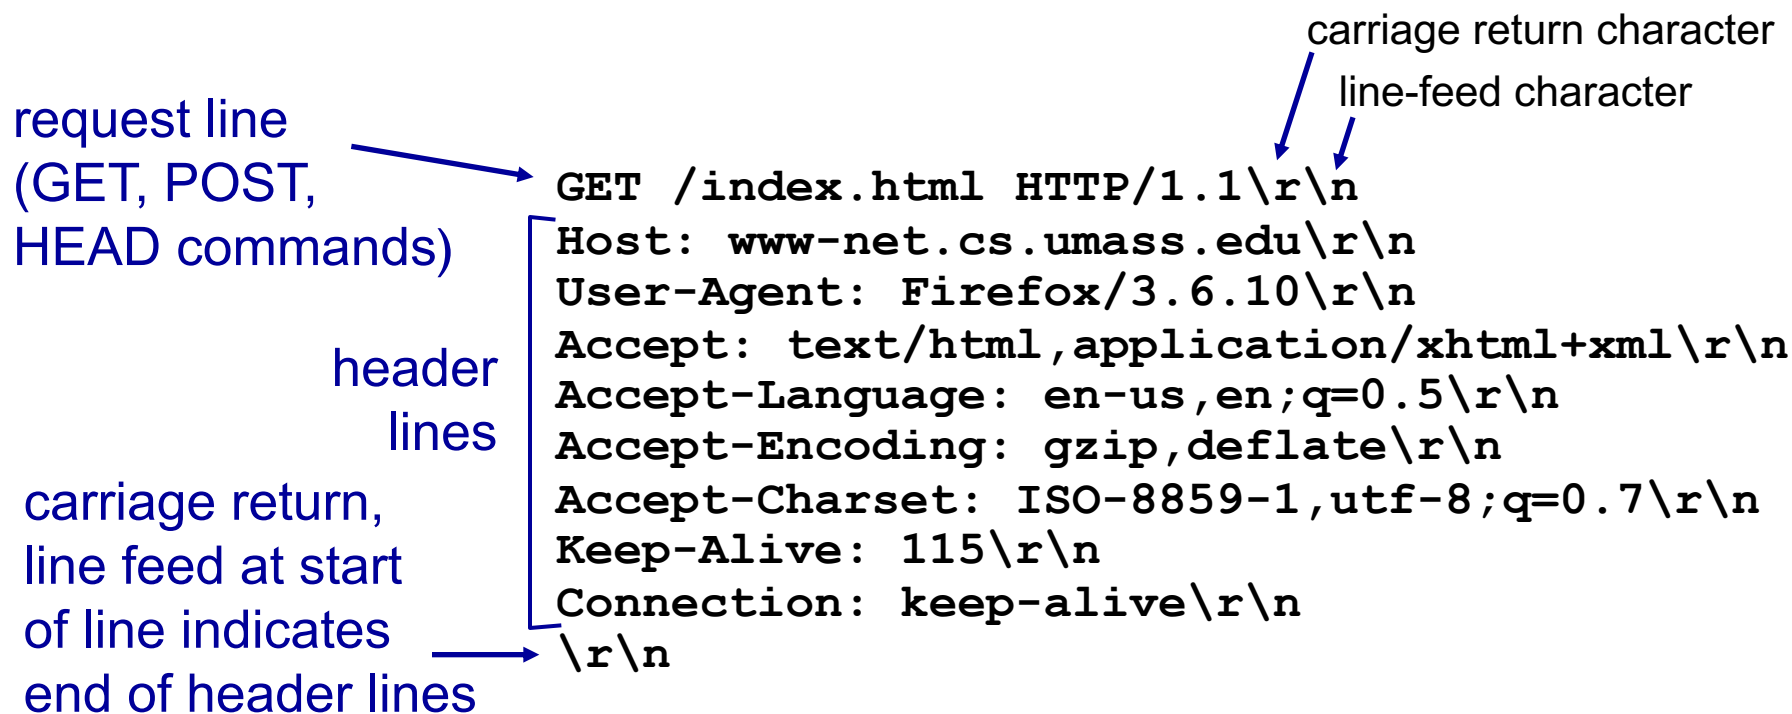 carriage return character
line-feed character
request line
(GET, POST,
HEAD commands)
GET /index.html HTTP/1.1\r\n
Host: www-net.cs.umass.edu\r\n
User-Agent: Firefox/3.6.10\r\n
Accept: text/html,application/xhtml+xml\r\n
Accept-Language: en-us,en;q=0.5\r\n
Accept-Encoding: gzip,deflate\r\n
Accept-Charset: ISO-8859-1,utf-8;q=0.7\r\n
Keep-Alive: 115\r\n
Connection: keep-alive\r\n
\r\n
header
lines
carriage return,
line feed at start
of line indicates
end of header lines